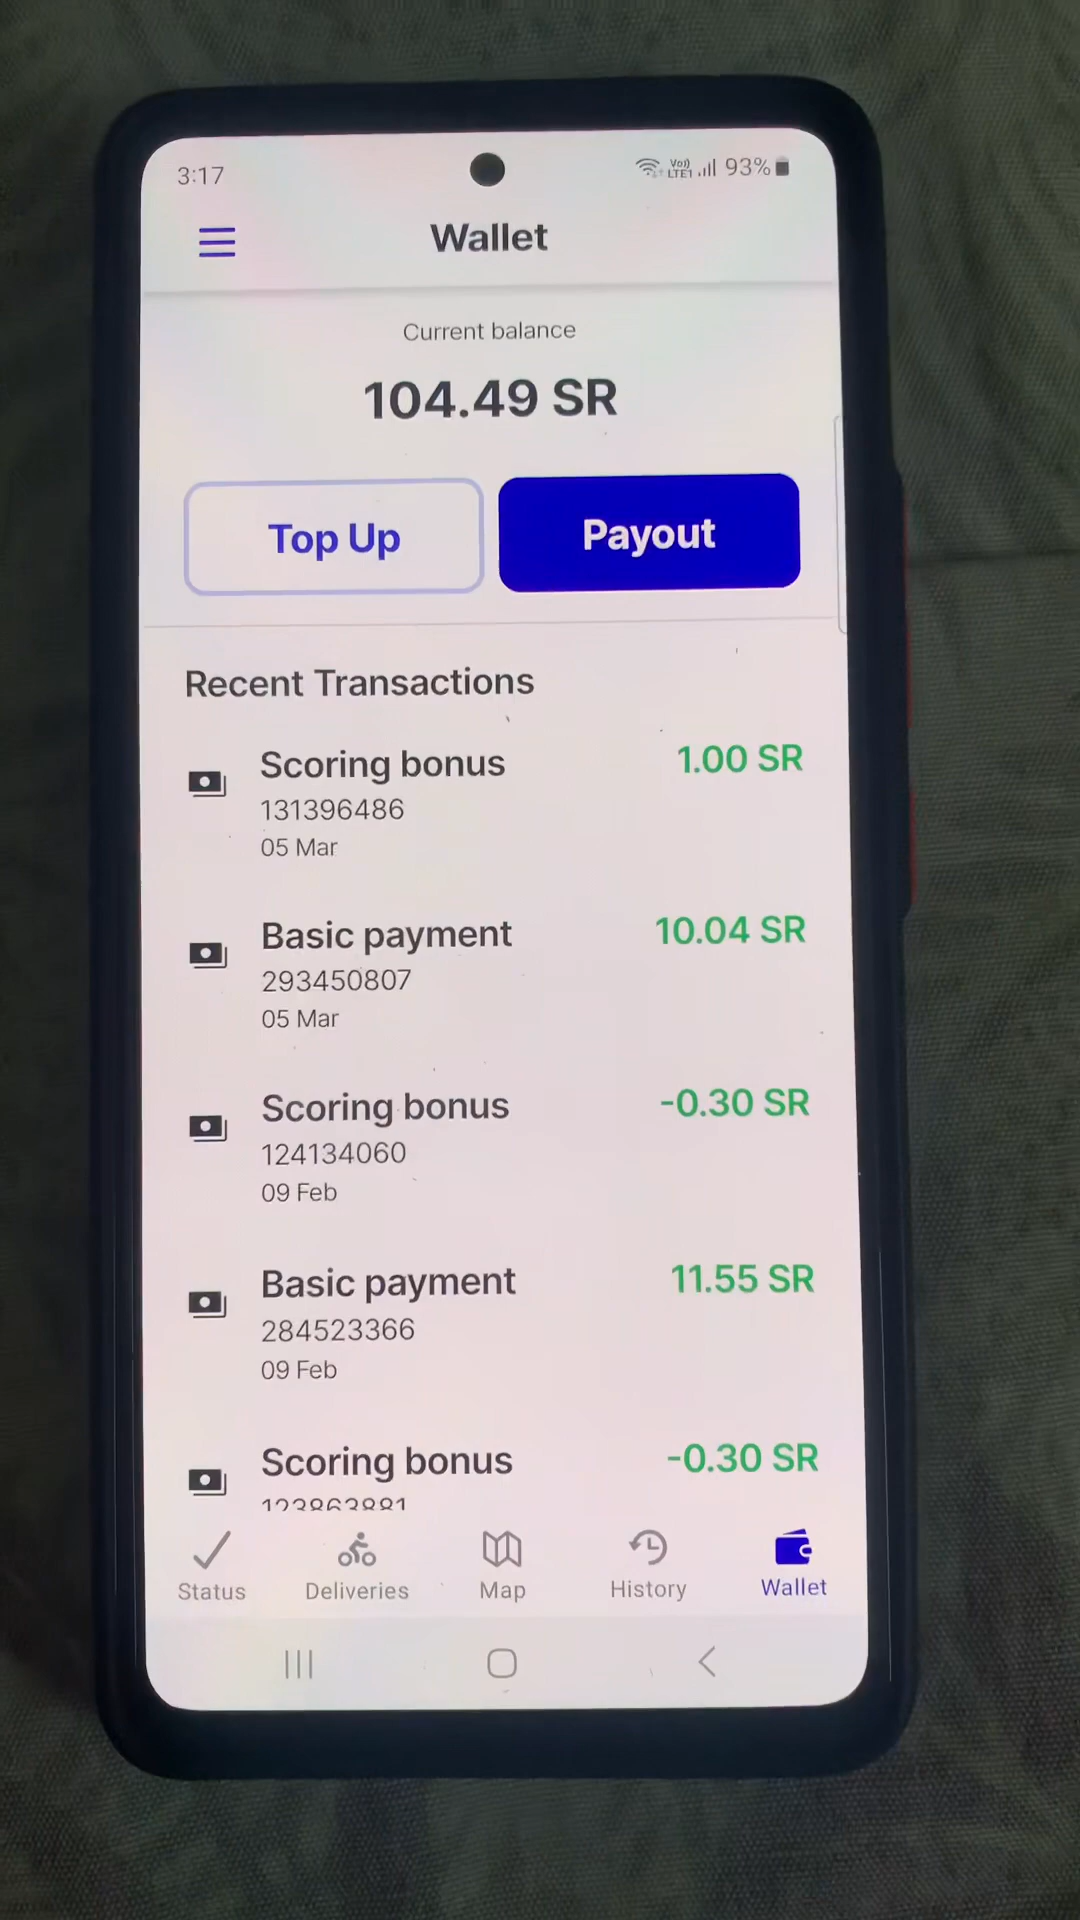 3:17
Vo))
LTE1
93%
Wallet
Current balance
104.49 SR
Top Up
Payout
Recent Transactions
Scoring bonus
1.00 SR
131396486
05 Mar
Basic payment
10.04 SR
293450807
05 Mar
Scoring bonus
-0.30 SR
124134060
09 Feb
Basic payment
11.55 SR
284523366
09 Feb
Scoring bonus
-0.30 SR
Status
Deliveries
Map
History
Wallet